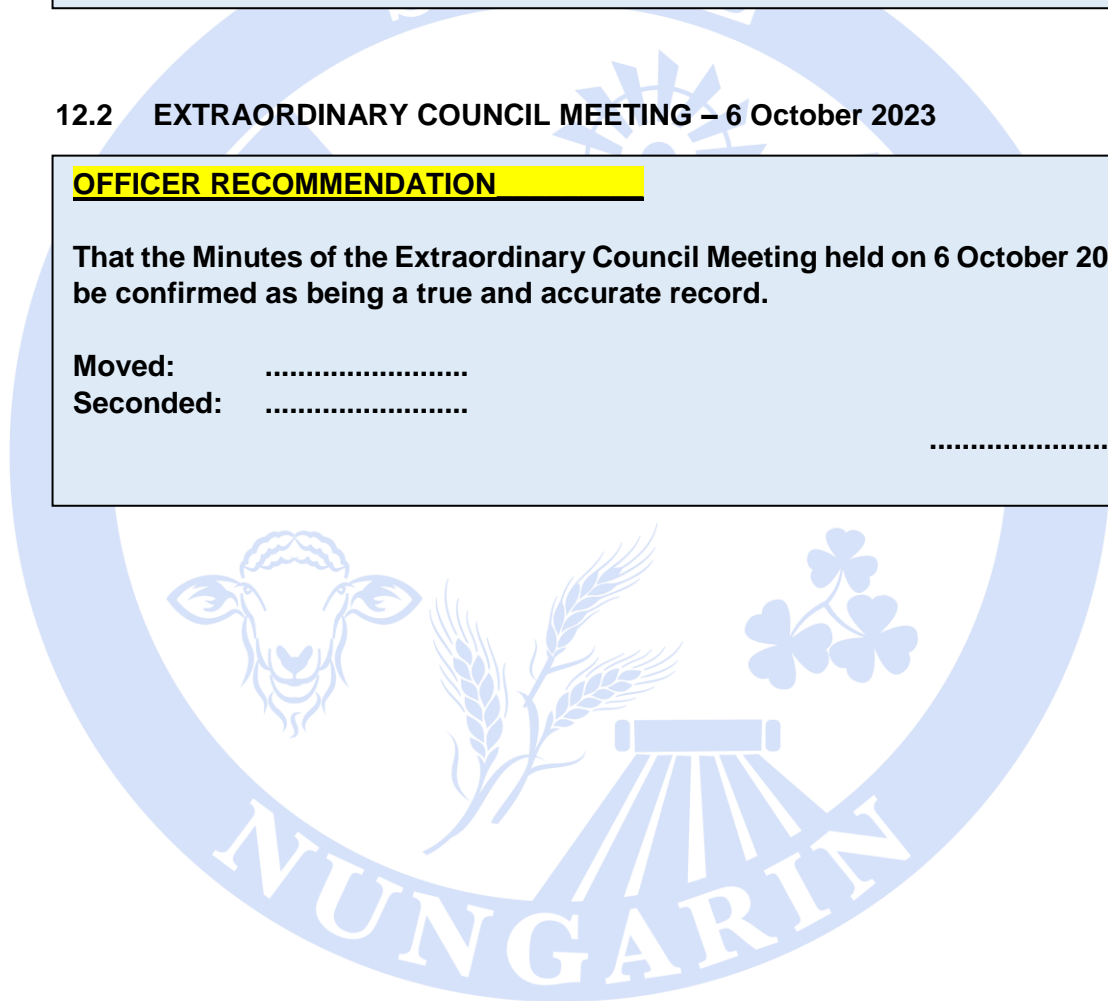 12.2 EXTRAORDINARY COUNCIL MEETING – 6 October 2023
OFFICER RECOMMENDATION_________
That the Minutes of the Extraordinary Council Meeting held on 6 October 20
be confirmed as being a true and accurate record.
Moved: .........................
Seconded: .........................
......................
NUNGARIN